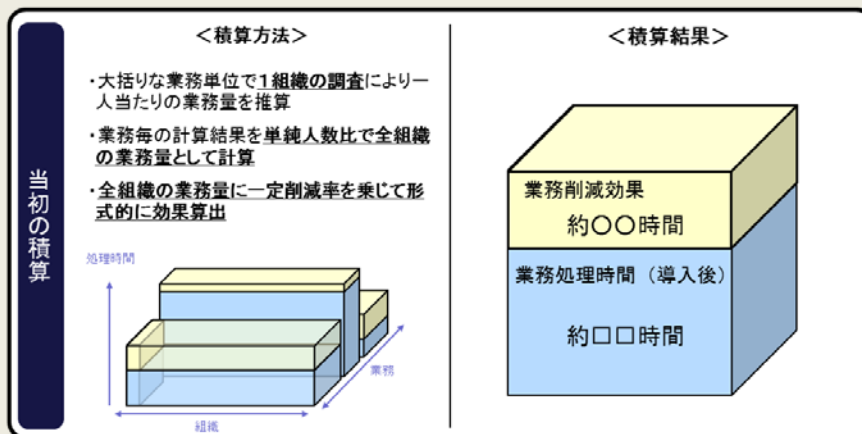 当初の積算
＜積算方法＞
・大括りな業務単位で１組織の調査により一
人当たりの業務量を推算
・業務毎の計算結果を単純人数比で全組織
の業務量として計算
・全組織の業務量に一定削減率を乗じて形
式的に効果算出
処理時間
業務
組織
＜積算結果＞
業務削減効果
約〇〇時間
業務処理時間（導入後）
約□□時間